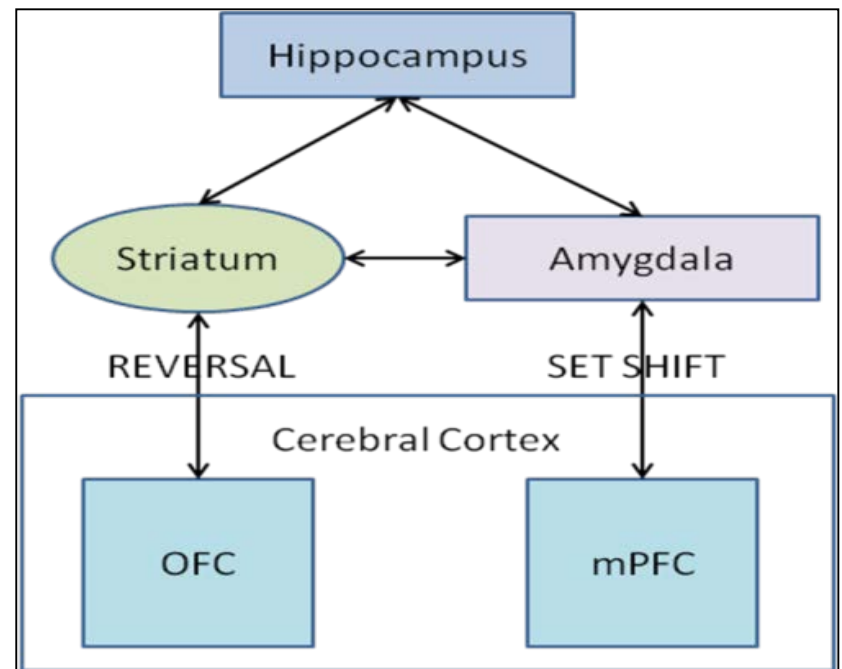 Hippocampus
Striatum
Amygdala
REVERSAL
SET SHIFT
Cerebral Cortex
OFC
mPFC